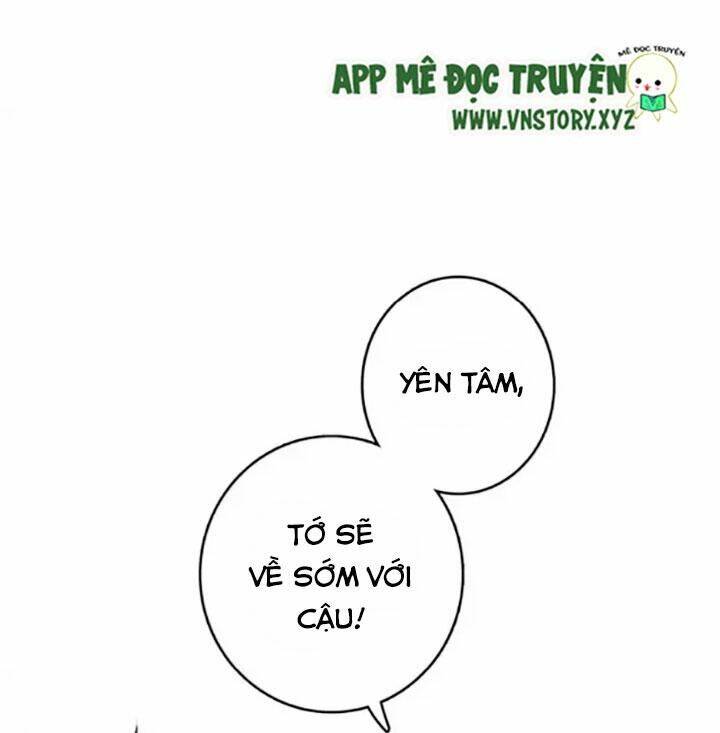 MÊ ĐỌC TRUYỆN
APP MÊ ĐỌC TRUYỆN
WWW.VNSTORY.XYZ
YÊN TÂM,
TỚ SẼ
VỀ SỚM VỚI
CẬU!